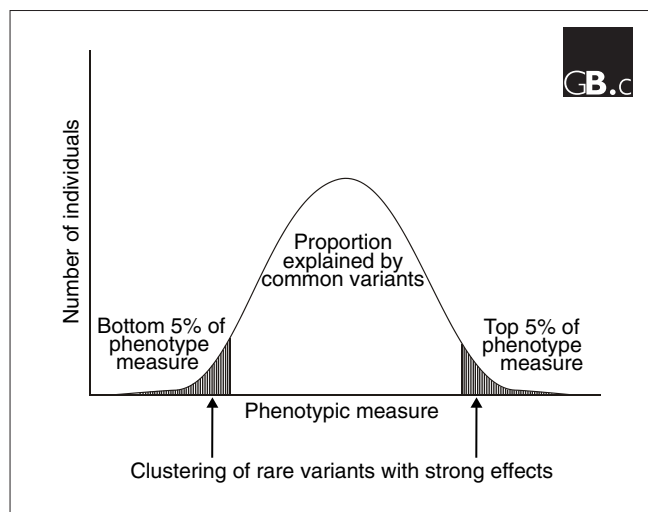 GB.c
Number of individuals
Proportion
explained by
common variants
Bottom 5% of
phenotype
measure
Top 5% of
phenotype
measure
Phenotypic measure
Clustering of rare variants with strong effects